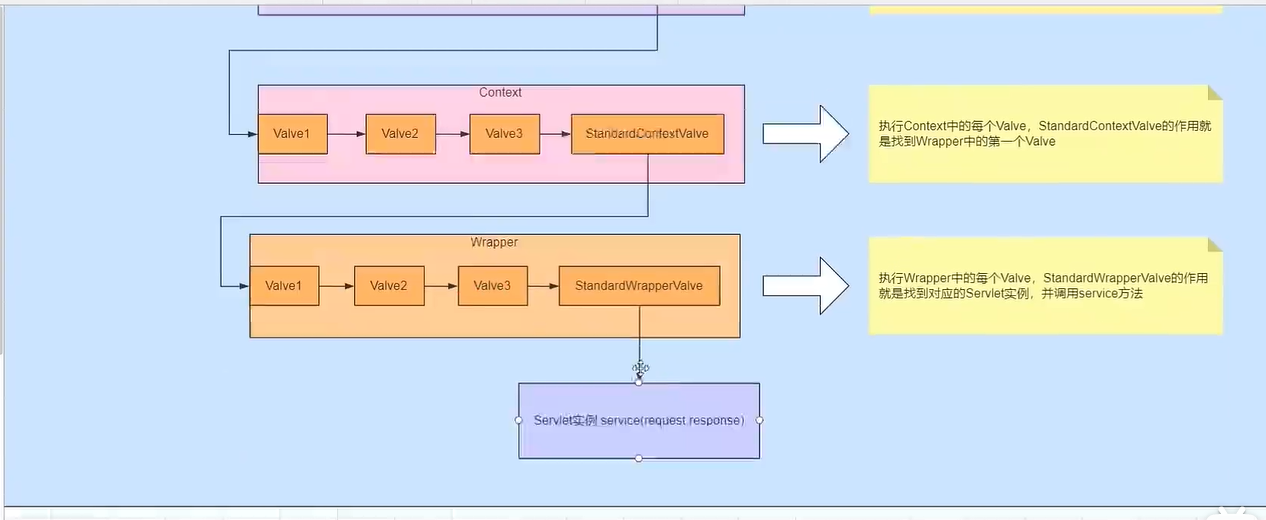 Context
Valve1
Valve2
Valve3
StandardContextValve
执行Context中的每个Valve，StandardContextValve的作用就
是找到Wrapper中的第一个Valve
Wrapper
Valve1
Valve2
Valve3
StandardWrapperValve
执行Wrapper中的每个Valve，StandardWrapperValve的作用
就是找到对应的Servlet实例，并调用service方法
Servlet实例 service(request response)